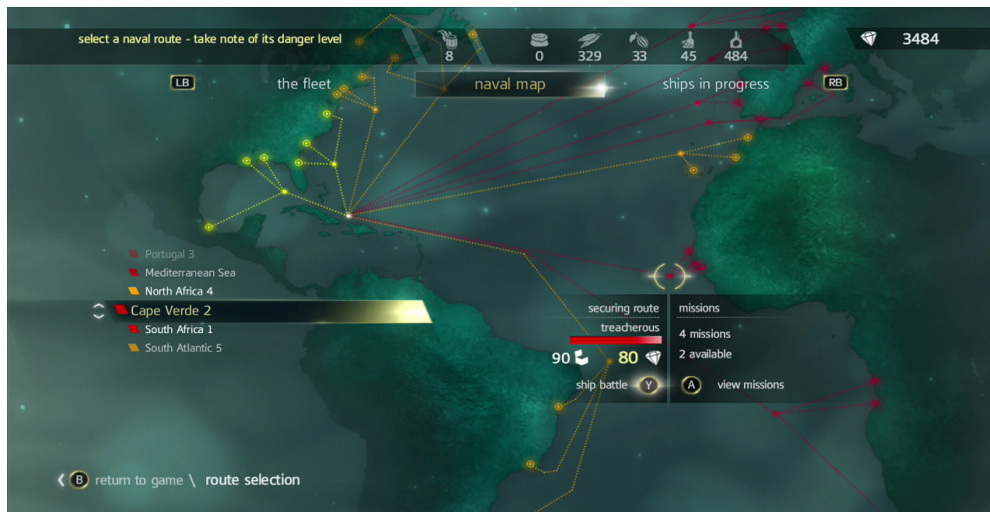 select a naval route - take note of its danger level
8
0
329
33
45
484
3484
LB
the fleet
naval map
ships in progress
RB
Portugal 3
Mediterranean Sea
North Africa 4
Cape Verde 2
South Africa 1
South Atlantic 5
securing route
treacherous
90
80
ship battle
Y
missions
4 missions
2 available
A
view missions
B
return to game \ route selection